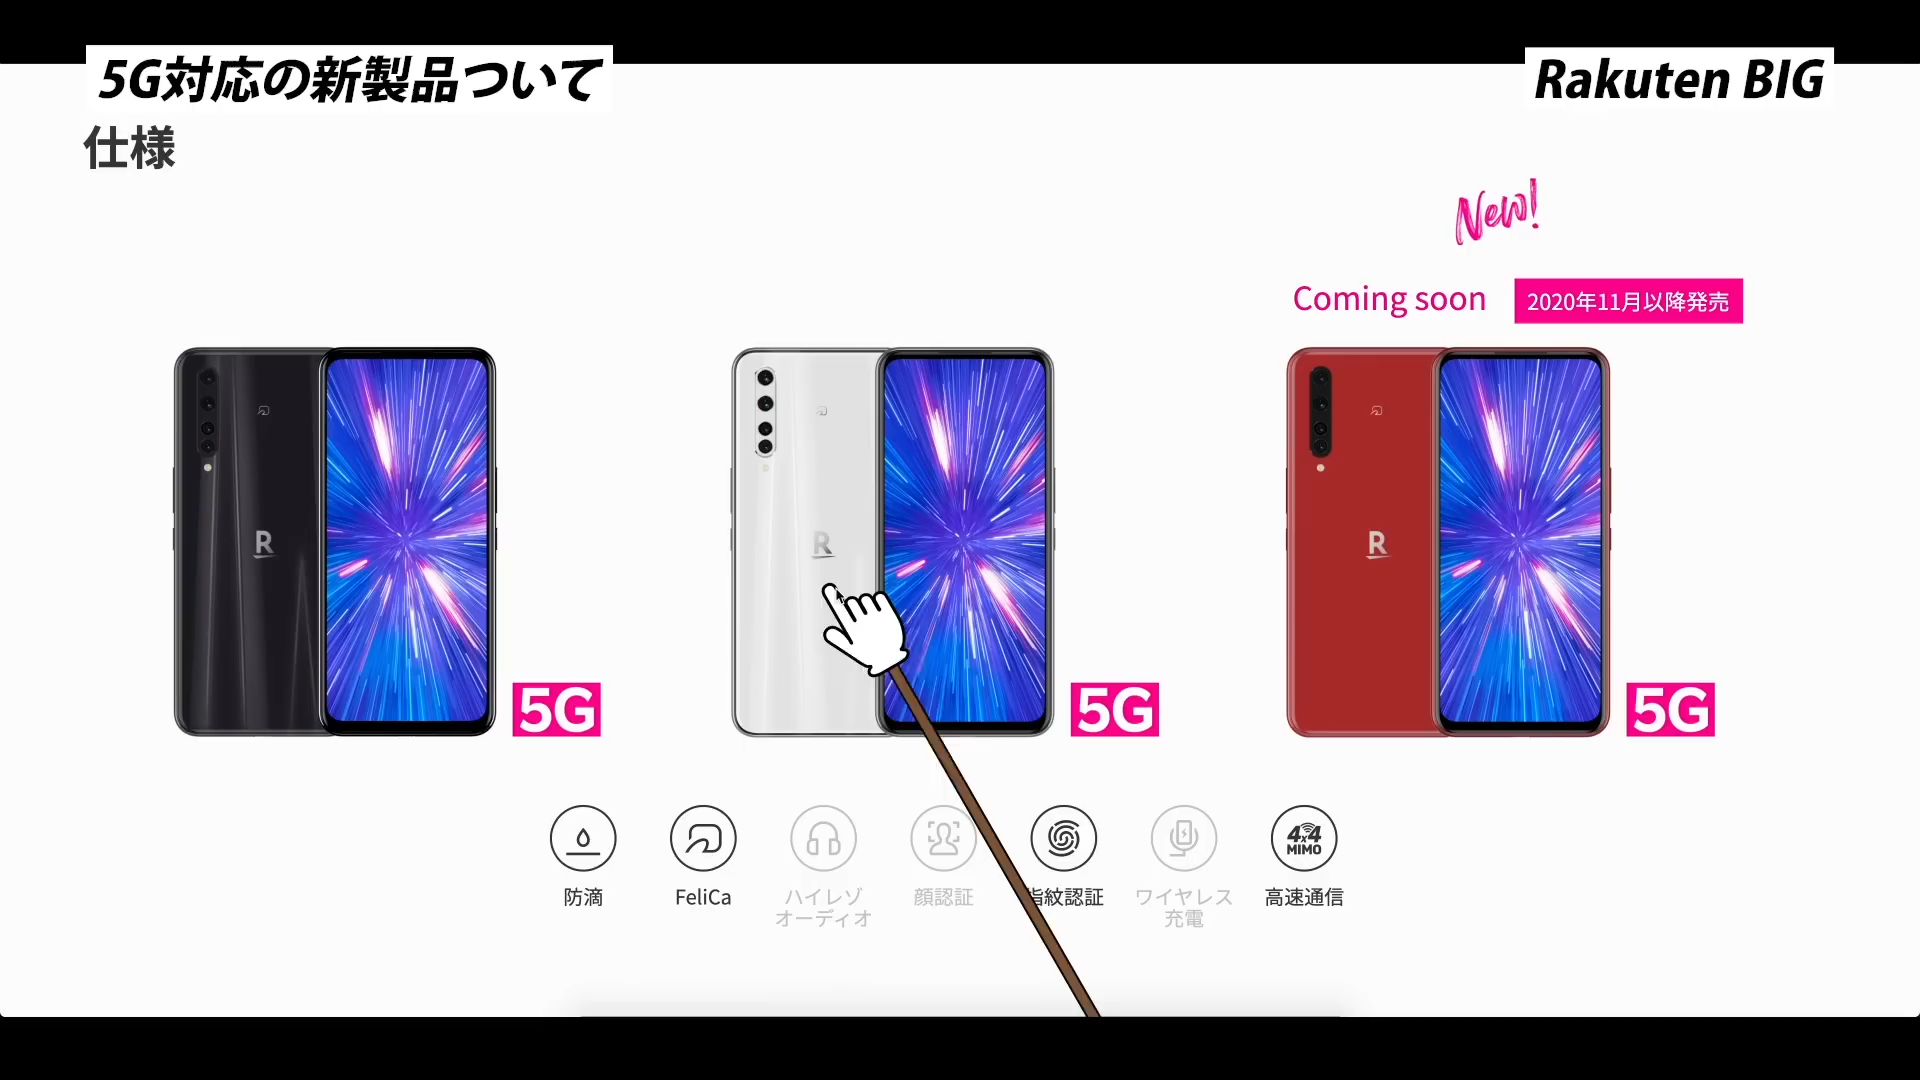 5G対応の新製品ついて
Rakuten BIG
仕様
New!
Coming soon
2020年11月以降発売
R
R
R
5G
5G
5G
4x4
MIMO
防滴
FeliCa
ハイレゾ
オーディオ
顔認証
指紋認証
ワイヤレス
充電
高速通信